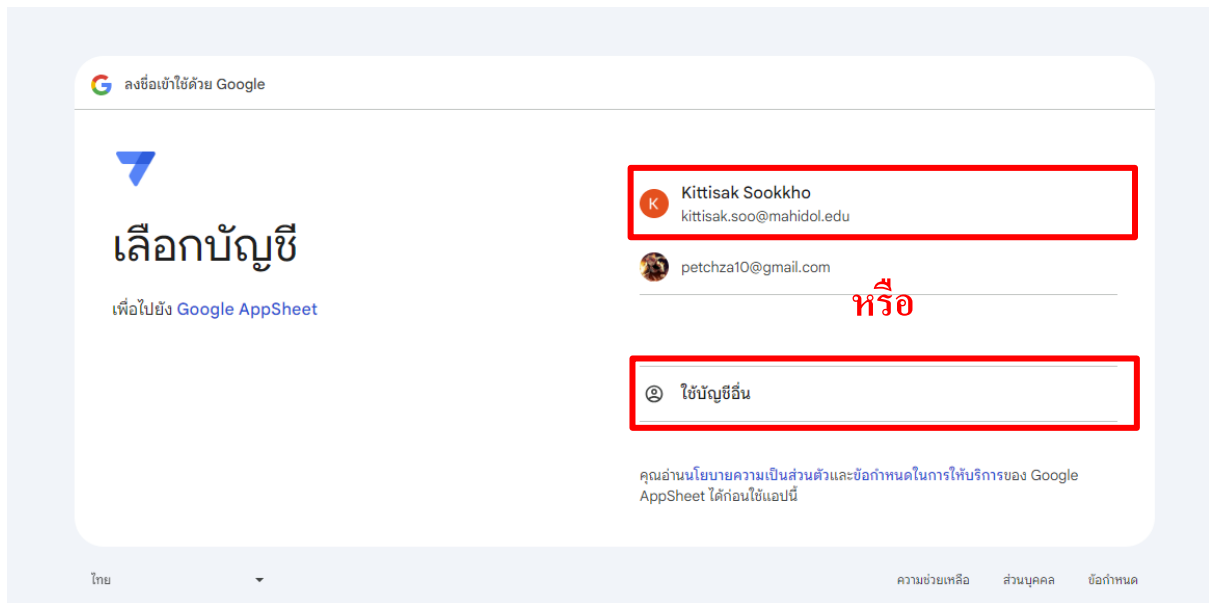 ลงชื่อเข้าใช้ด้วย Google
เลือกบัญชี
เพื่อไปยัง Google AppSheet
K
Kittisak Sookkho
kittisak.soo@mahidol.edu
petchza10@gmail.com
หรือ
ใช้บัญชีอื่น
คุณอ่านนโยบายความเป็นส่วนตัวและข้อกำหนดในการให้บริการของ Google
AppSheet ได้ก่อนใช้แอปนี้
ไทย
ความช่วยเหลือ ส่วนบุคคล ข้อกำหนด